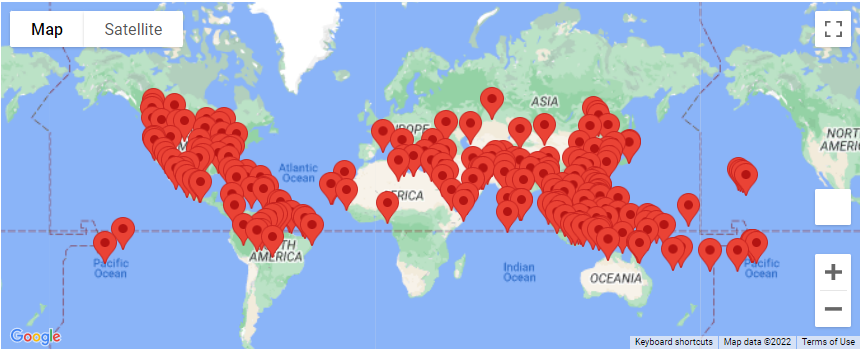 Map
Satellite
ASIA
EUROPE
NORT
AMERICA
Atlantic
Ocean
AFRICA
SOUTH
AMERICA
Pacific
Ocean
Indian
Ocean
OCEANIA
Pacific
Ocean
Google
Keyboard shortcuts
Map data ©2022
Terms of Use